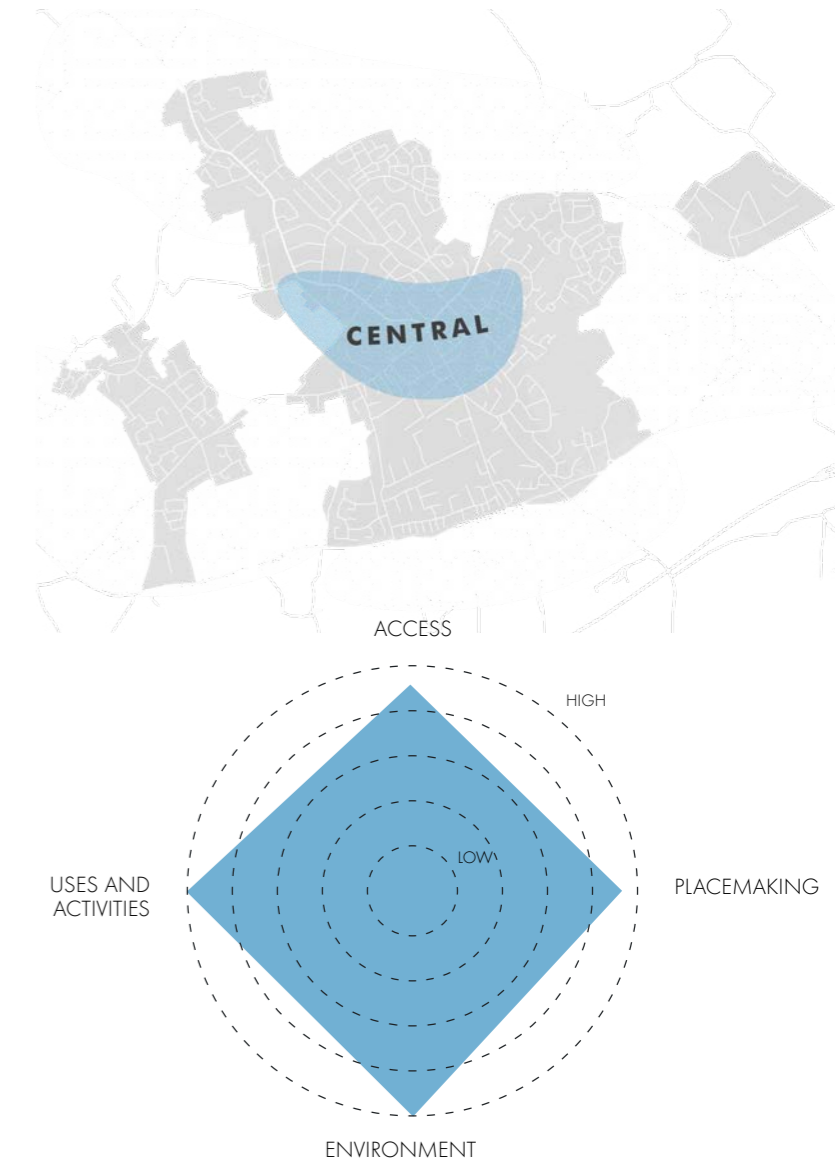 CENTRAL
ACCESS
HIGH
LOW
USES AND
ACTIVITIES
PLACEMAKING
ENVIRONMENT